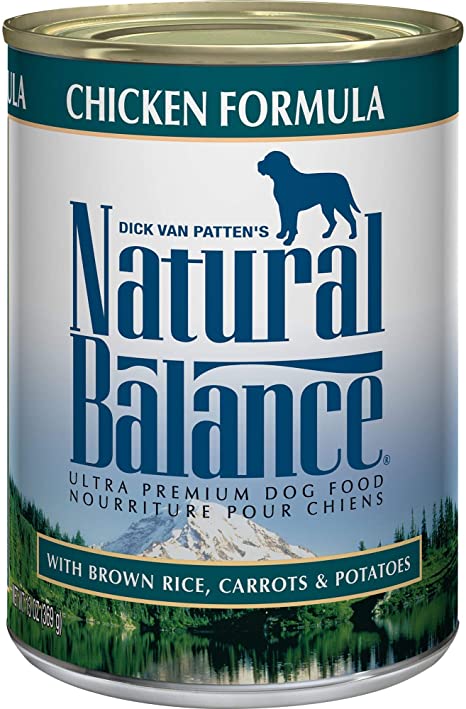 ULA
CHICKEN FORMULA
DICK VAN PATTEN'S
Natural
Balance®
ULTRA PREMIUM DOG FOOD
NOURRITURE POUR CHIENS
WITH BROWN RICE, CARROTS & POTATOES
(369 g)